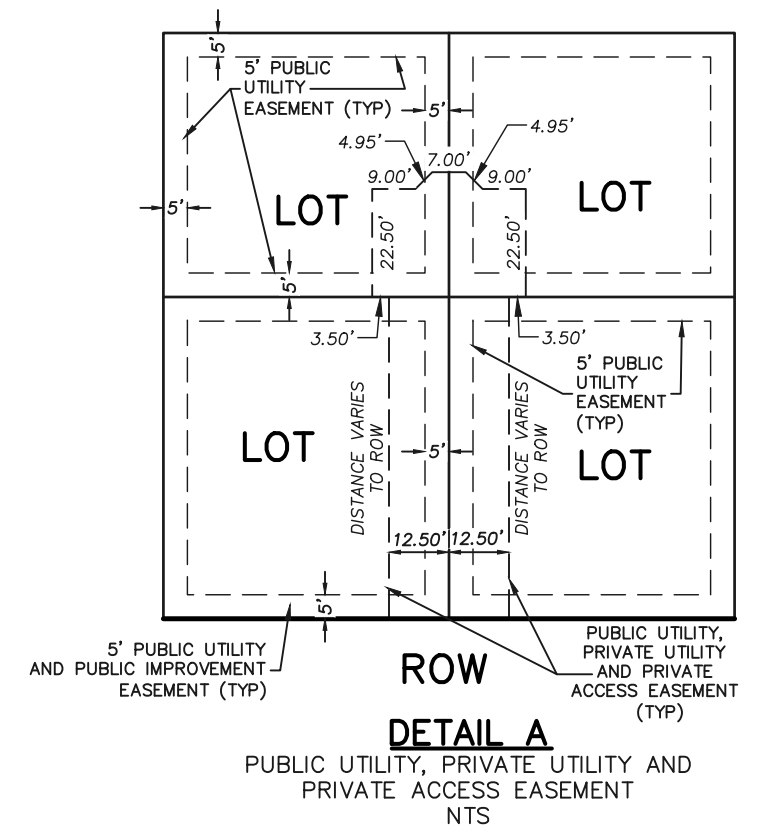 5'
5' PUBLIC
UTILITY
EASEMENT (TYP)
5'
4.95'
4.95'
7.00'
9.00'
9.00'
LOT
LOT
5'
22.50'
22.50'
5'
3.50'
3.50'
5' PUBLIC
UTILITY
EASEMENT
(TYP)
DISTANCE VARIES
TO ROW
DISTANCE VARIES
TO ROW
LOT
5'
LOT
12.50'
12.50'
5'
5' PUBLIC UTILITY
AND PUBLIC IMPROVEMENT
EASEMENT (TYP)
ROW
PUBLIC UTILITY,
PRIVATE UTILITY
AND PRIVATE
ACCESS EASEMENT
(TYP)
DETAIL A
PUBLIC UTILITY, PRIVATE UTILITY AND
PRIVATE ACCESS EASEMENT
NTS